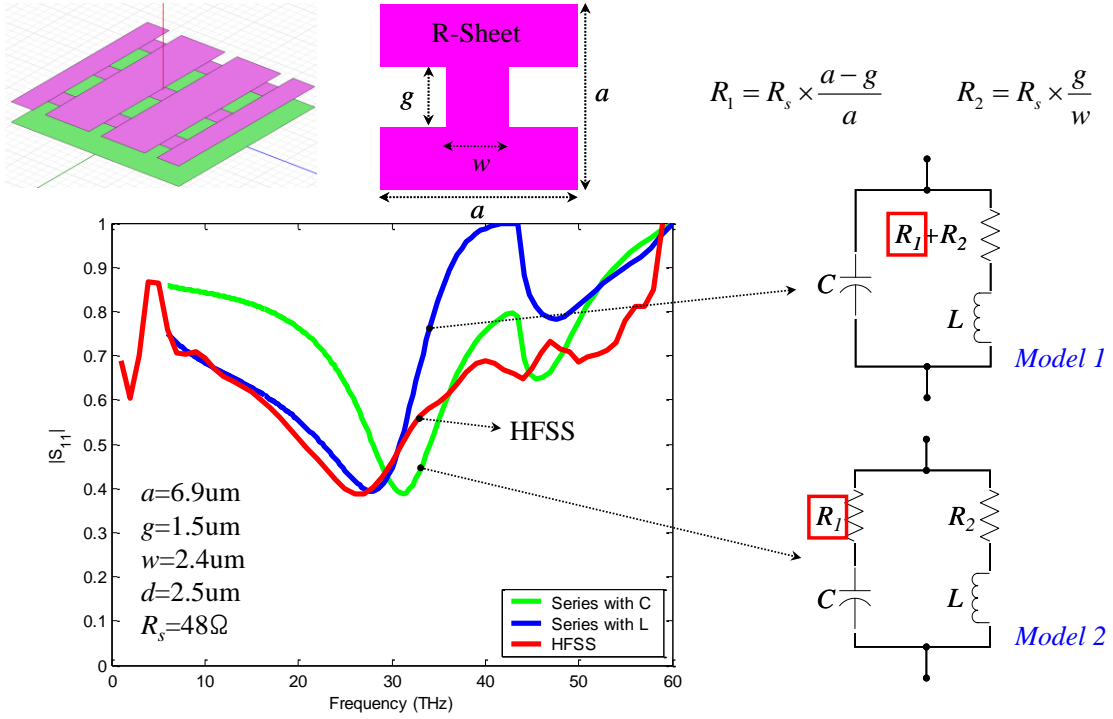 R-Sheet
g
w
a
a
R₁ = Rₛ × (a − g)/a
R₂ = Rₛ × g/w
R₁+R₂
C
L
Model 1
R₁
R₂
C
L
Model 2
1
0.9
0.8
0.7
0.6
0.5
0.4
0.3
0.2
0.1
0
|S₁₁|
HFSS
a=6.9um
g=1.5um
w=2.4um
d=2.5um
Rₛ=48Ω
Series with C
Series with L
HFSS
0 10 20 30 40 50 60
Frequency (THz)